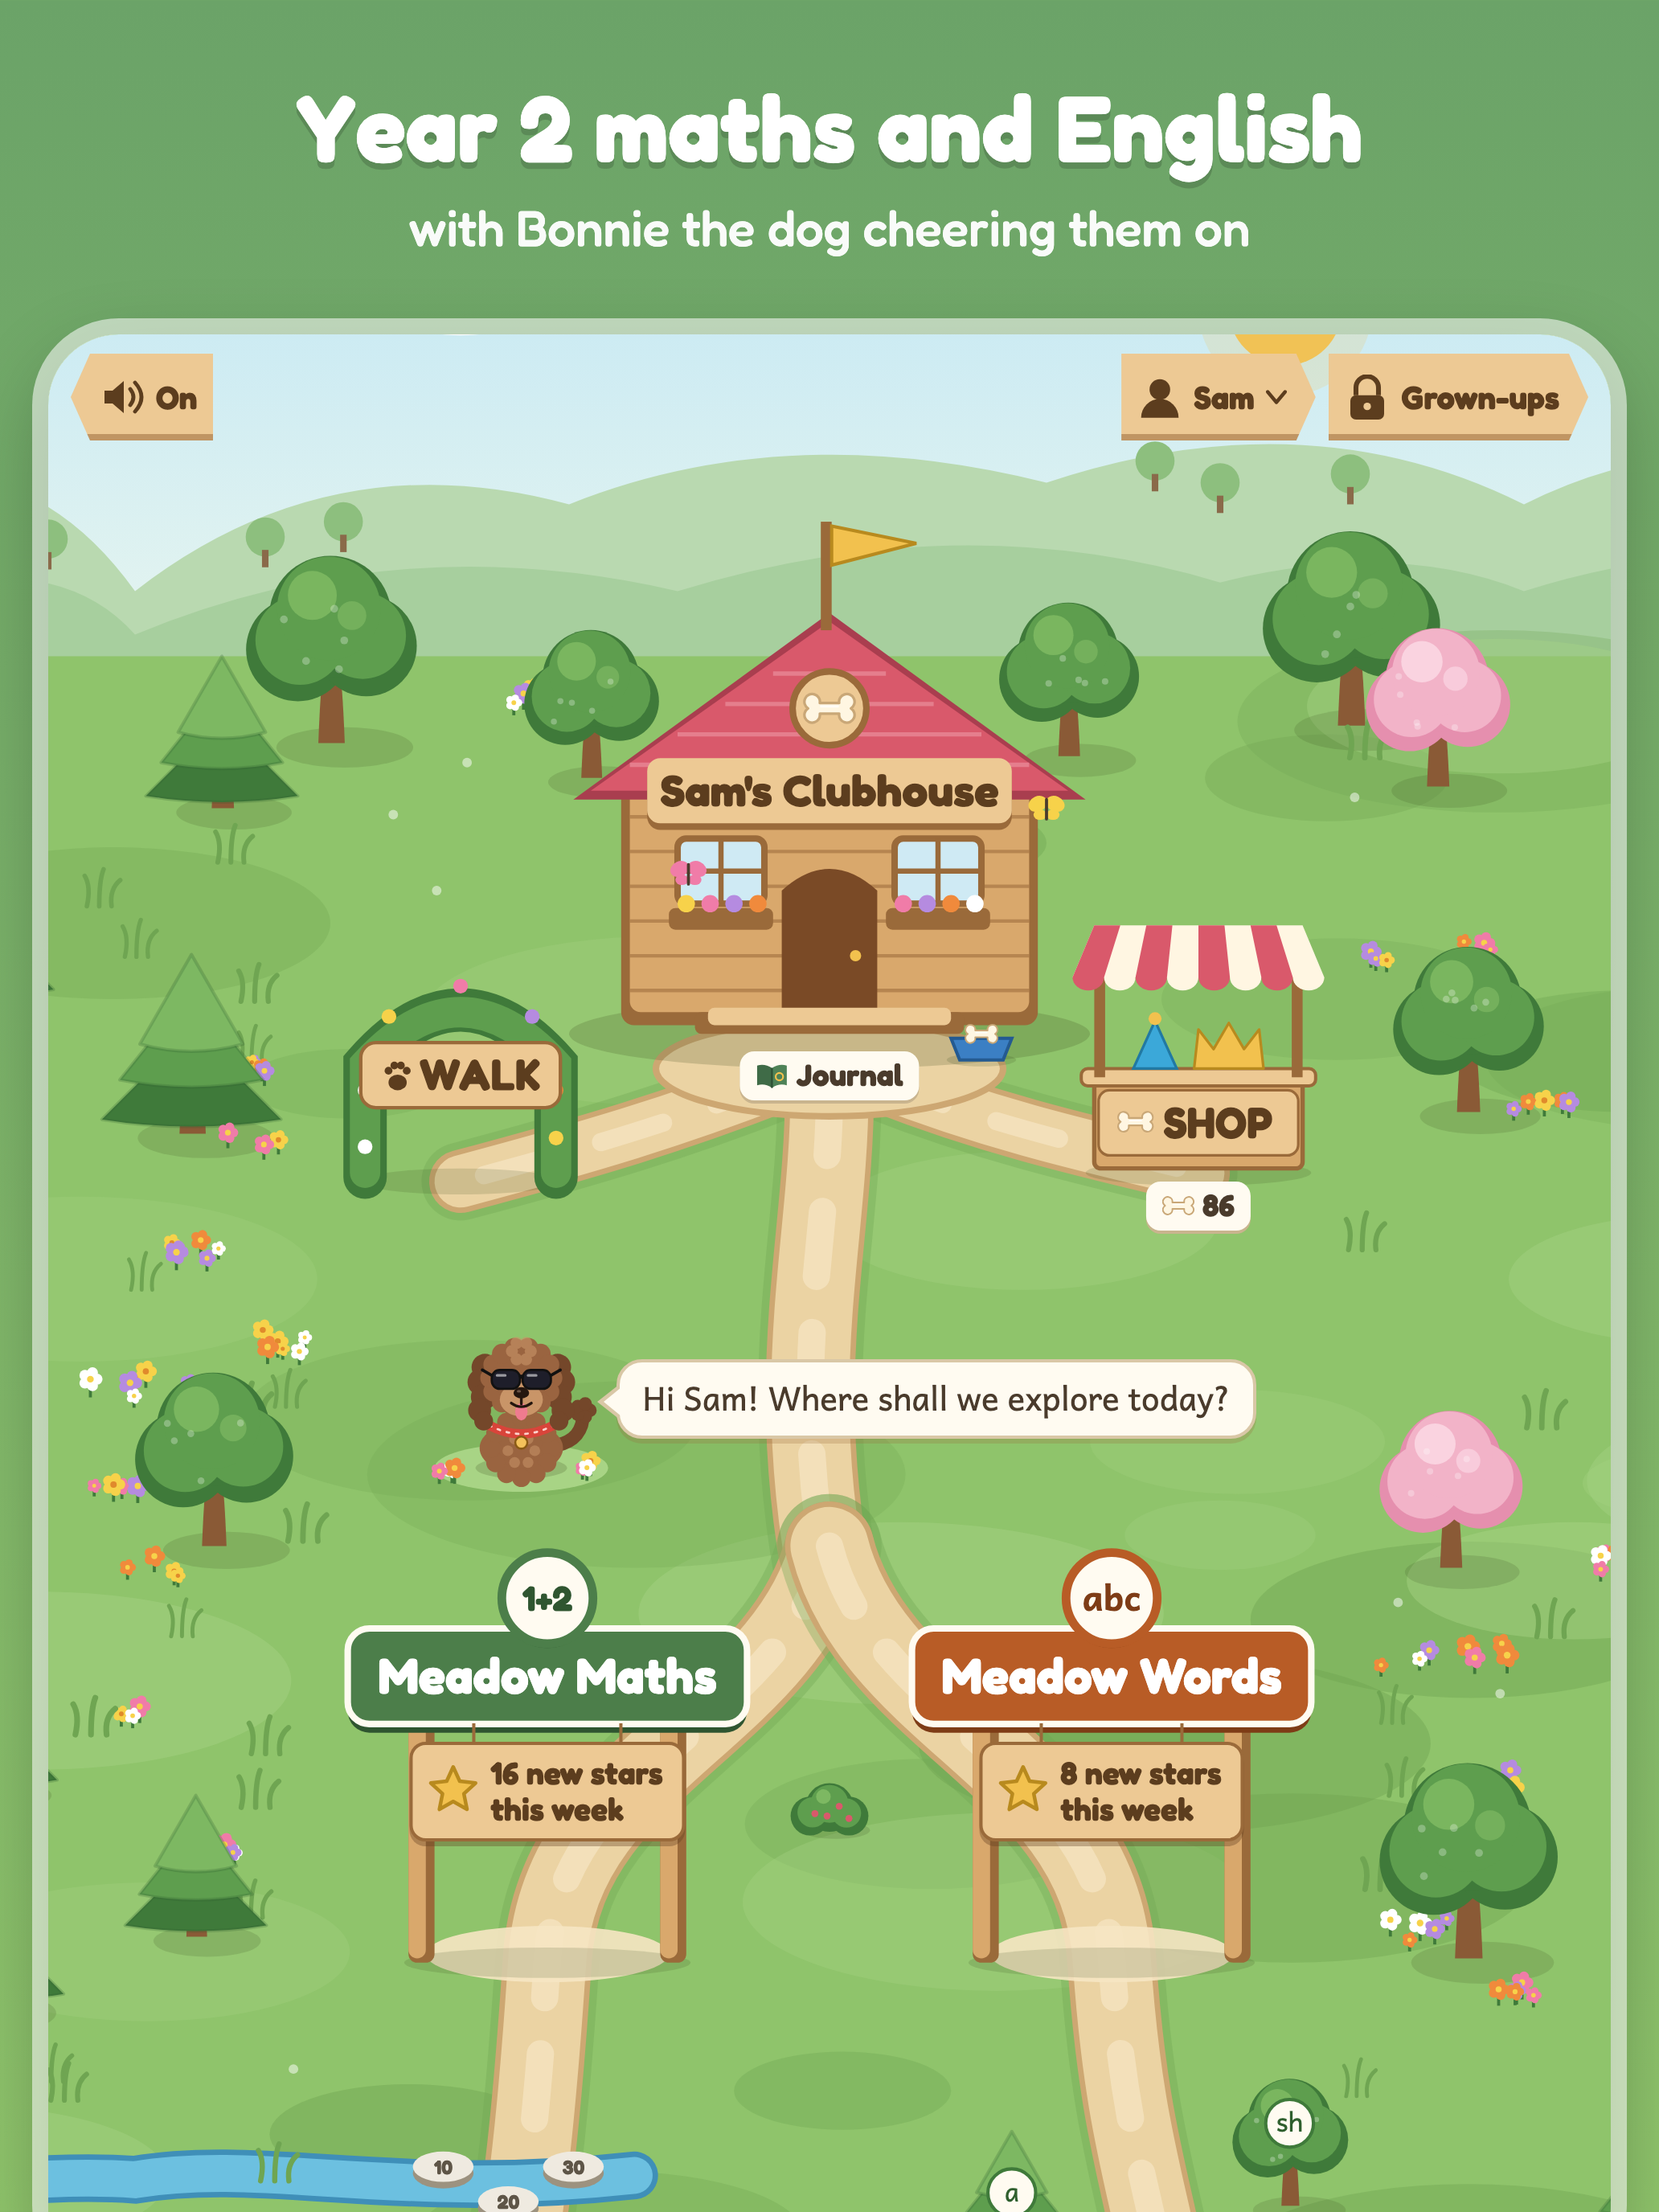 Year 2 maths and English
with Bonnie the dog cheering them on
On
Sam
Grown-ups
Sam's Clubhouse
WALK
Journal
SHOP
86
Hi Sam! Where shall we explore today?
1+2
abc
Meadow Maths
Meadow Words
16 new stars
this week
8 new stars
this week
sh
10
30
20
a